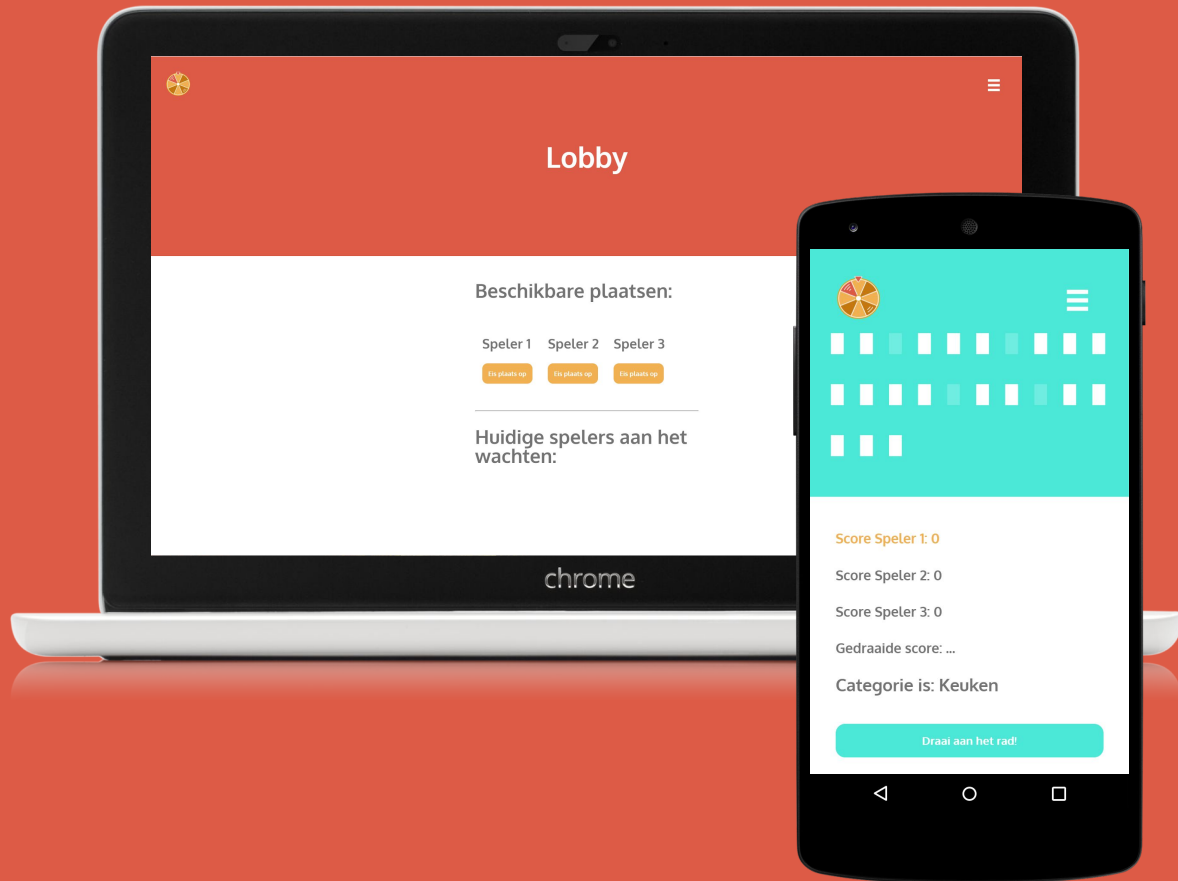 Lobby
Beschikbare plaatsen:
Speler 1 Speler 2 Speler 3
Eis plaats op Eis plaats op Eis plaats op
Huidige spelers aan het
wachten:
chrome
Score Speler 1: 0
Score Speler 2: 0
Score Speler 3: 0
Gedraaide score: ...
Categorie is: Keuken
Draai aan het rad!